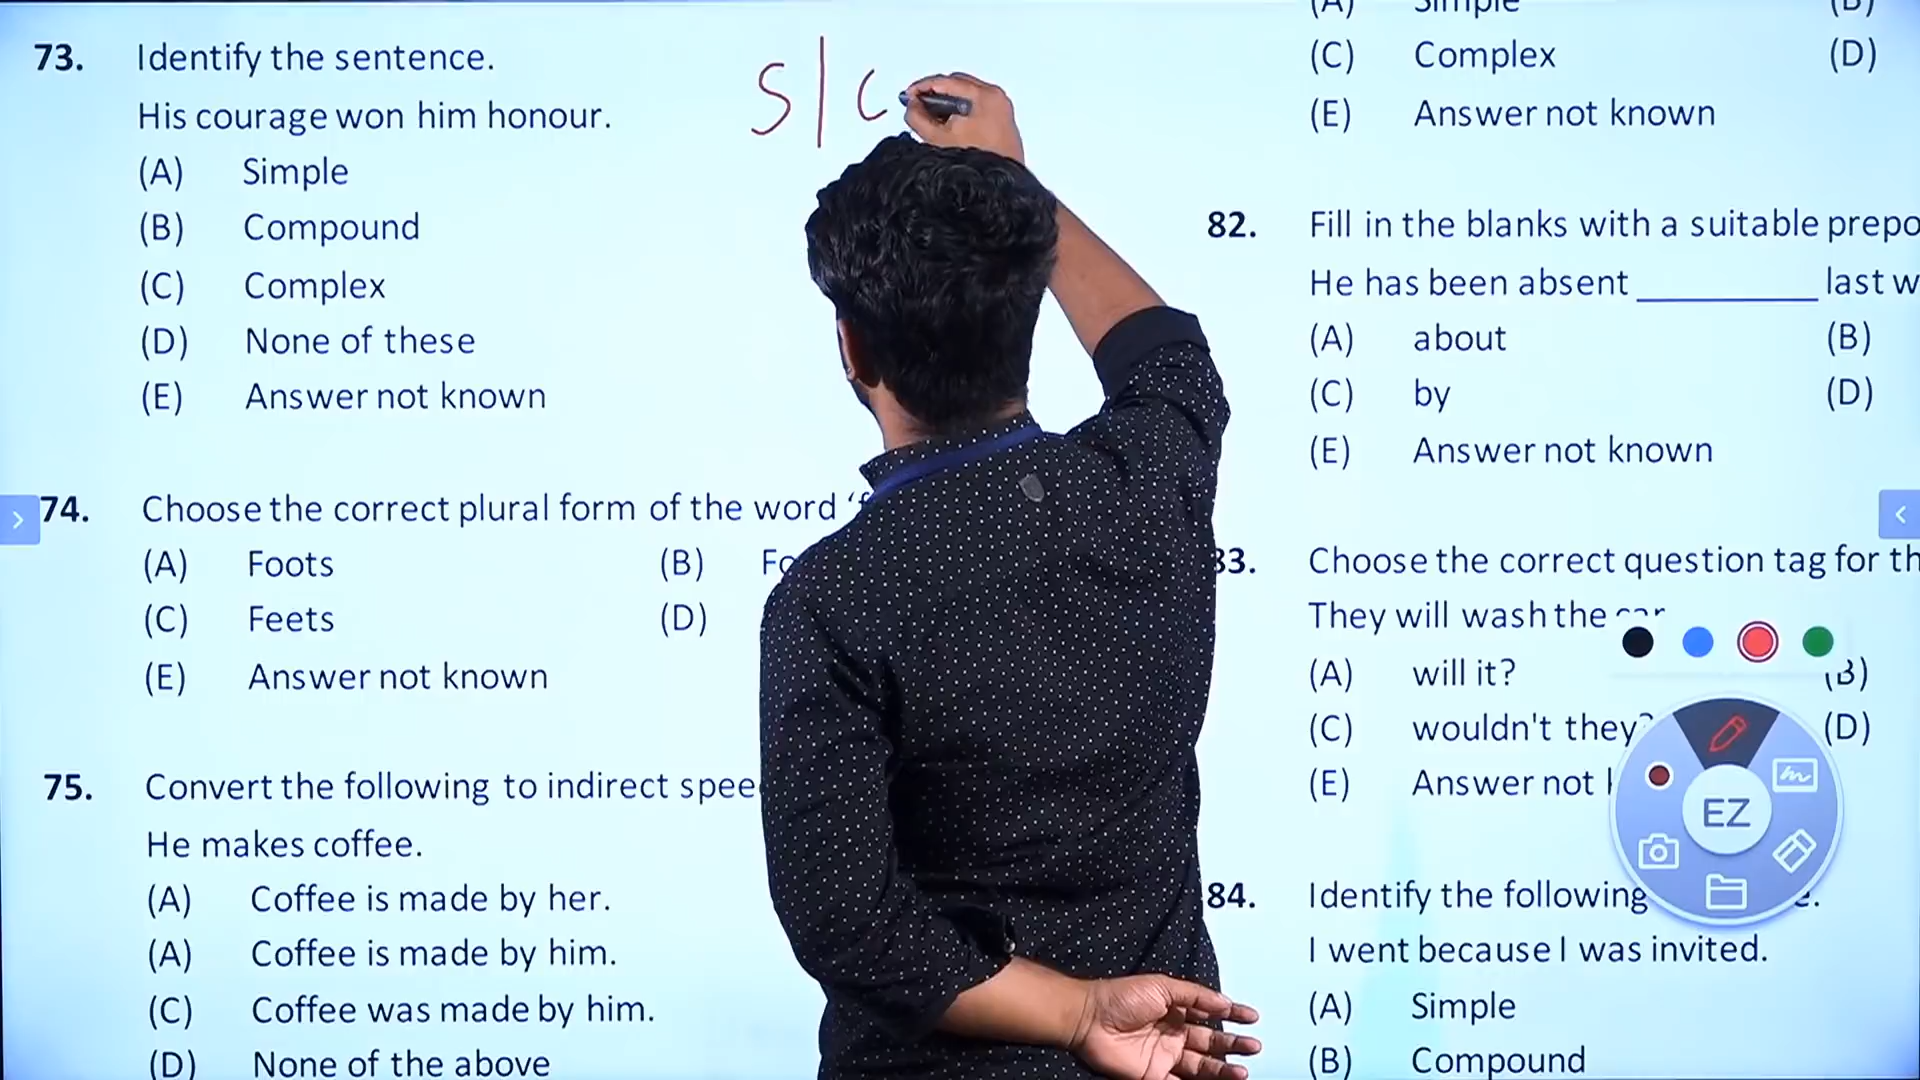 73. Identify the sentence.
His courage won him honour.
(A) Simple
(B) Compound
(C) Complex
(D) None of these
(E) Answer not known
S | C
74. Choose the correct plural form of the word ‘f
(A) Foots (B)
(C) Feets (D)
(E) Answer not known
75. Convert the following to indirect
He makes coffee.
(A) Coffee is made by her.
(A) Coffee is made by him.
(C) Coffee was made by him.
(D) None of the above
(A) Simple (B)
(C) Complex (D)
(E) Answer not known
82. Fill in the blanks with a suitable
He has been absent __________ last
(A) about (B)
(C) by (D)
(E) Answer not known
Choose the correct question tag for
They will wash the
(A) will it? (B)
(C) wouldn't they? (D)
(E) Answer not
84. Identify the following
I went because I was invited.
(A) Simple
(B) Compound
EZ